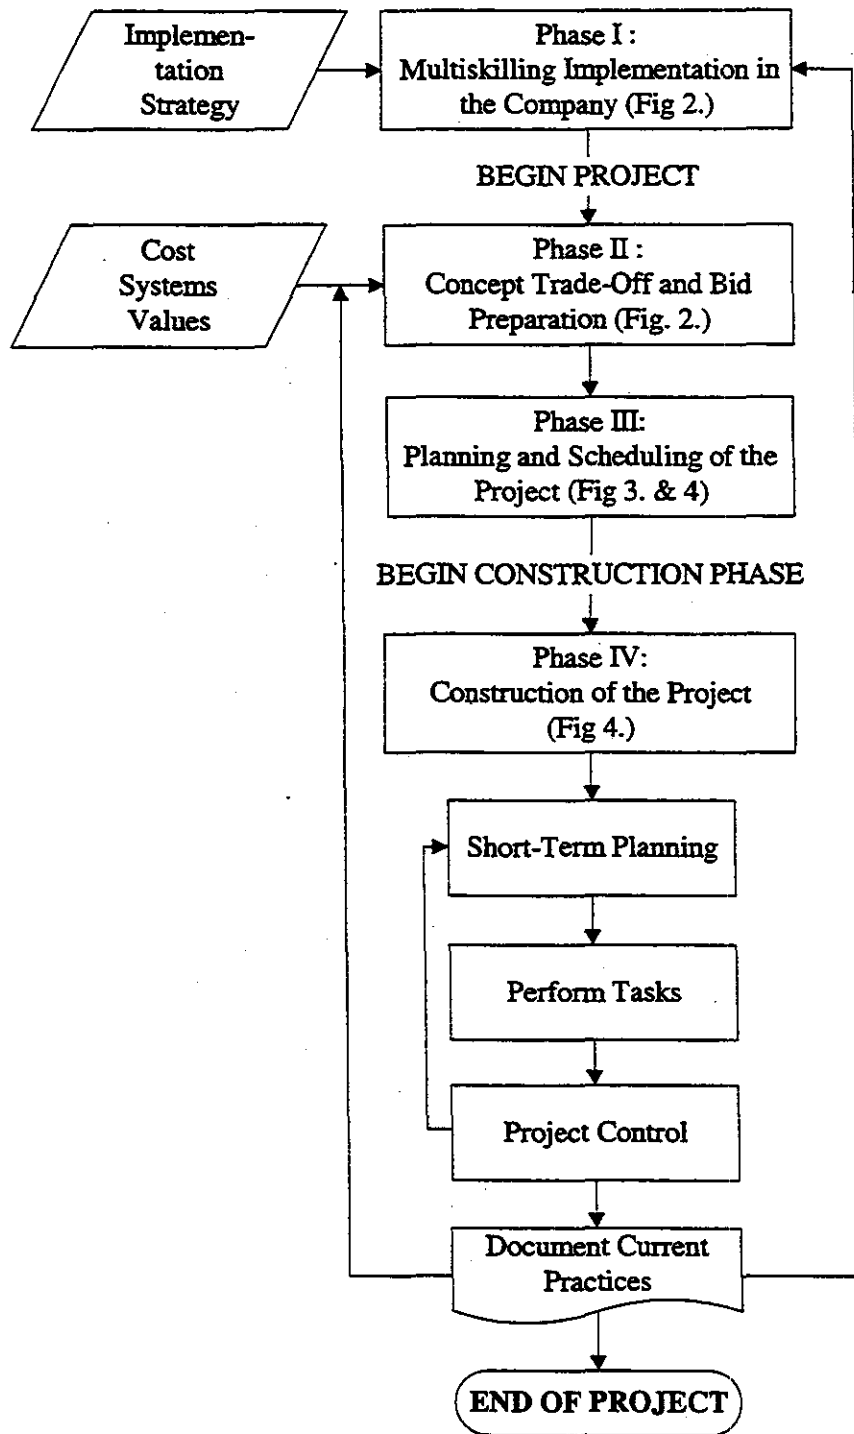 Implemen-
tation
Strategy
Phase I :
Multiskilling Implementation in
the Company (Fig 2.)
BEGIN PROJECT
Cost
Systems
Values
Phase II :
Concept Trade-Off and Bid
Preparation (Fig. 2.)
Phase III:
Planning and Scheduling of the
Project (Fig 3. & 4)
BEGIN CONSTRUCTION PHASE
Phase IV:
Construction of the Project
(Fig 4.)
Short-Term Planning
Perform Tasks
Project Control
Document Current
Practices
END OF PROJECT